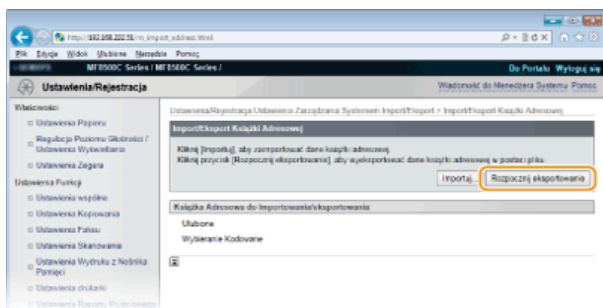 http://192.168.222.51/m_import_address.html
Plik Edycja Widok Ulubione Narzędzia Pomoc
MF8500C Series / MF8500C Series /
Do Portalu Wyloguj się
Ustawienia/Rejestracja
Wiadomość do Menedżera Systemu Pomoc
Właściwości
Ustawienia Papieru
Regulacja Poziomu Głośności /
Ustawienia Wyświetlania
Ustawienia Zegara
Ustawienia Funkcji
Ustawienia wspólne
Ustawienia Kopiowania
Ustawienia Faksu
Ustawienia Skanowania
Ustawienia Wydruku z Nośnika
Pamięci
Ustawienia drukarki
Ustawienia Raportu Wyjściowego
Ustawienia/Rejestracja Ustawienia Zarządzania Systemem Import/Eksport > Import/Eksport Książki Adresowej
Import/Eksport Książki Adresowej
Kliknij [Importuj], aby zaimportować dane książki adresowej.
Kliknij przycisk [Rozpocznij eksportowanie], aby wyeksportować dane książki adresowej w postaci pliku.
Importuj... Rozpocznij eksportowanie
Książka Adresowa do Importowania/eksportowania
Ulubione
Wybieranie Kodowane